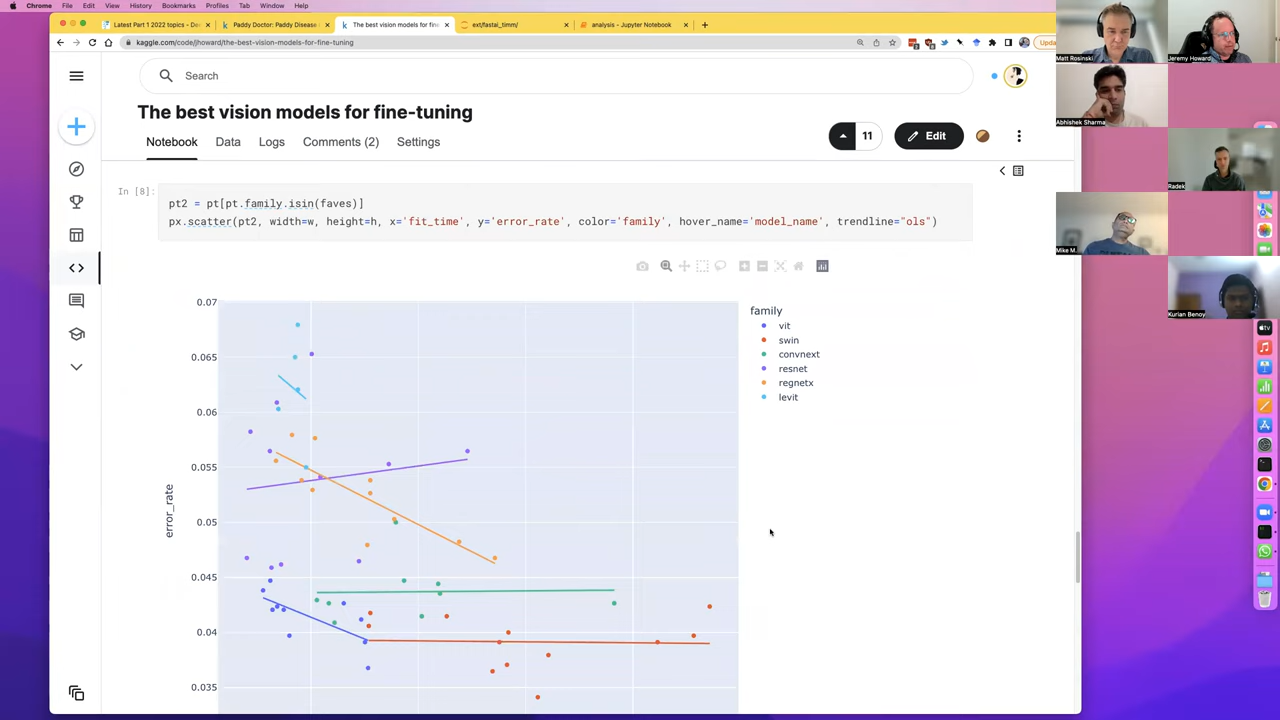 Chrome File Edit View History Bookmarks Profiles Tab Window Help
Latest Part 1 2022 topics - De
Paddy Doctor: Paddy Disease
The best vision models for fin
ext/fastai_timm/
analysis - Jupyter Notebook
kaggle.com/code/jhoward/the-best-vision-models-for-fine-tuning
Upda
Search
The best vision models for fine-tuning
Notebook Data Logs Comments (2) Settings
11
Edit
In [8]:
pt2 = pt[pt.family.isin(faves)]
px.scatter(pt2, width=w, height=h, x='fit_time', y='error_rate', color='family', hover_name='model_name', trendline="ols")
0.07
0.065
0.06
0.055
0.05
0.045
0.04
0.035
error_rate
family
vit
swin
convnext
resnet
regnetx
levit
Matt Rosinski
Jeremy Howard
Abhishek Sharma
Radek
Mike M.
Kurian Benoy
tv